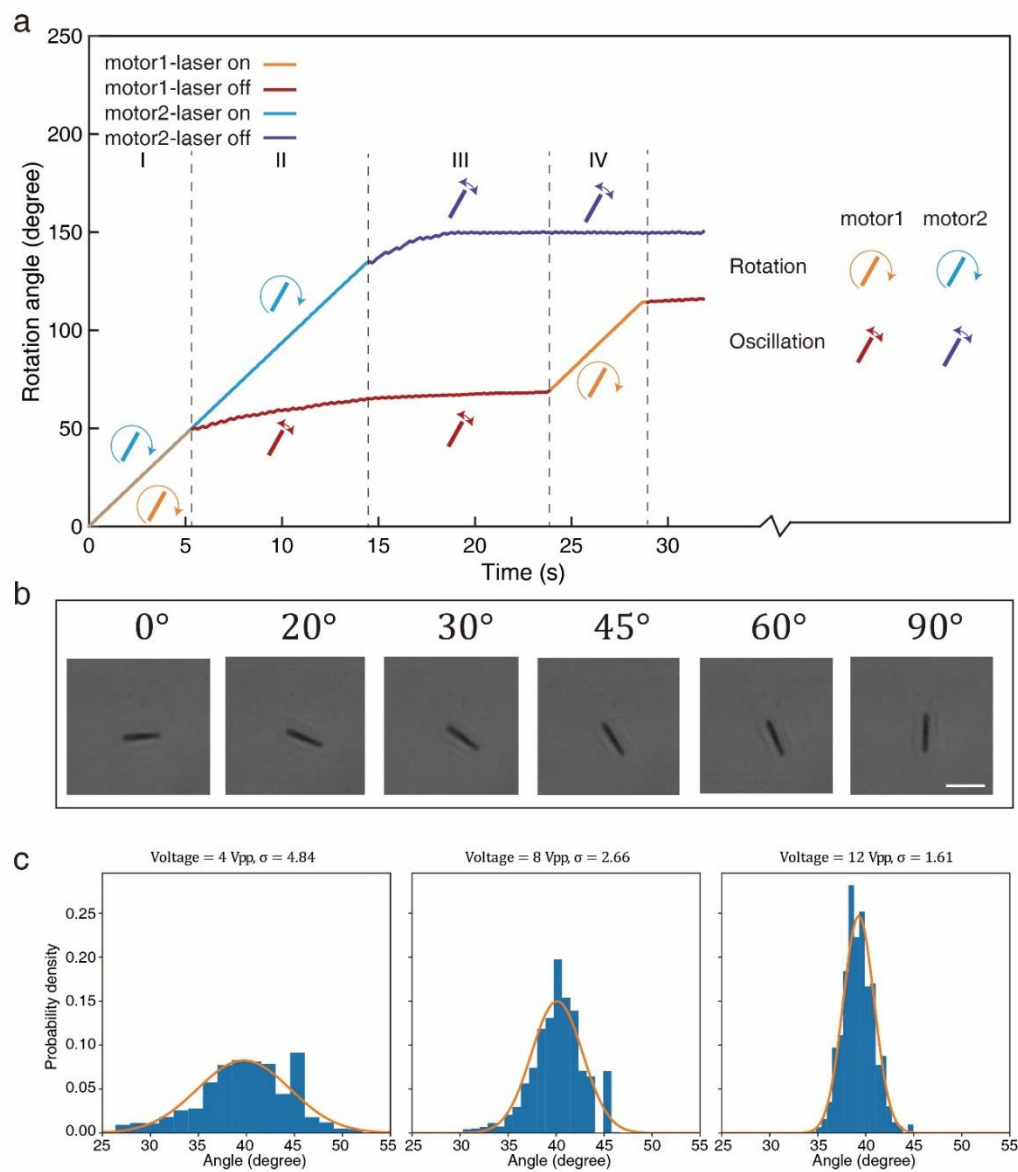 a
250
200
150
100
50
0
Rotation angle (degree)
motor1-laser on
motor1-laser off
motor2-laser on
motor2-laser off
I II III IV
motor1 motor2
Rotation
Oscillation
0 5 10 15 20 25 30
Time (s)
b
0° 20° 30° 45° 60° 90°
c
Voltage = 4 Vpp, σ = 4.84
Voltage = 8 Vpp, σ = 2.66
Voltage = 12 Vpp, σ = 1.61
Probability density
0.25
0.20
0.15
0.10
0.05
0.00
25 30 35 40 45 50 55
Angle (degree)
25 30 35 40 45 50 55
Angle (degree)
25 30 35 40 45 50 55
Angle (degree)